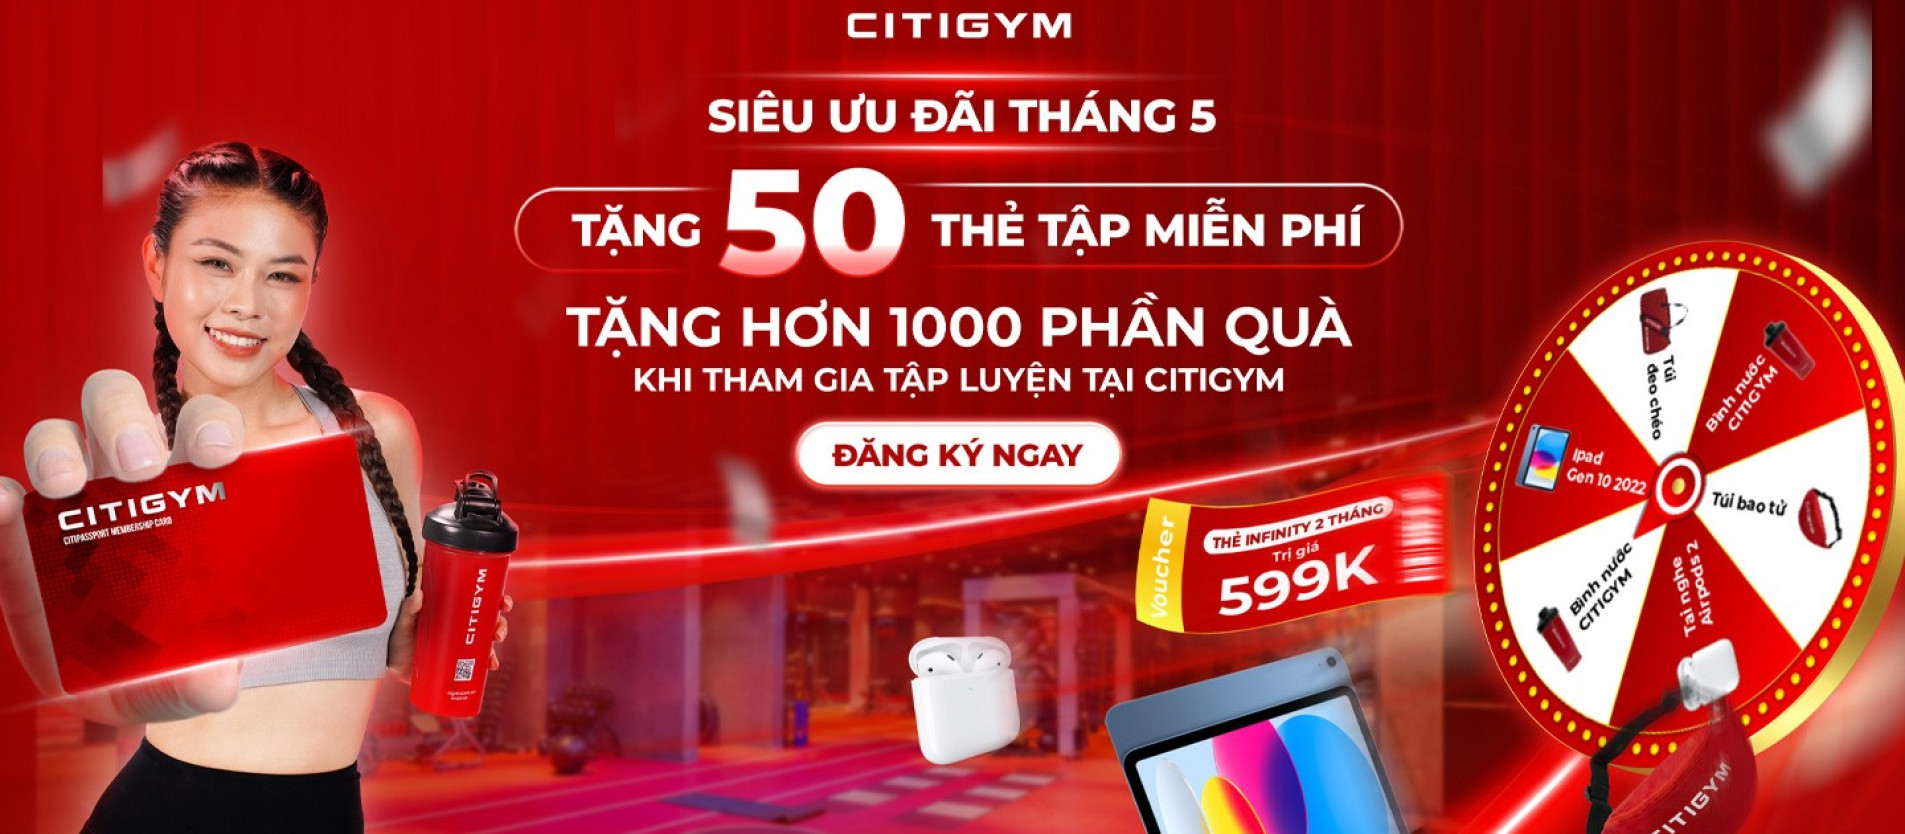 CITIGYM
SIÊU ƯU ĐÃI THÁNG 5
TẶNG 50 THẺ TẬP MIỄN PHÍ
TẶNG HƠN 1000 PHẦN QUÀ
KHI THAM GIA TẬP LUYỆN TẠI CITIGYM
ĐĂNG KÝ NGAY
CITIGYM
CITIPASSPORT MEMBERSHIP CARD
CITIGYM
Voucher
THẺ INFINITY 2 THÁNG
Trị giá
599K
Túi
đeo chéo
Bình nước
CITIGYM
Ipad
Gen 10 2022
Túi bao tử
Bình nước
CITIGYM
Tai nghe
Airpods 2
CITIGYM